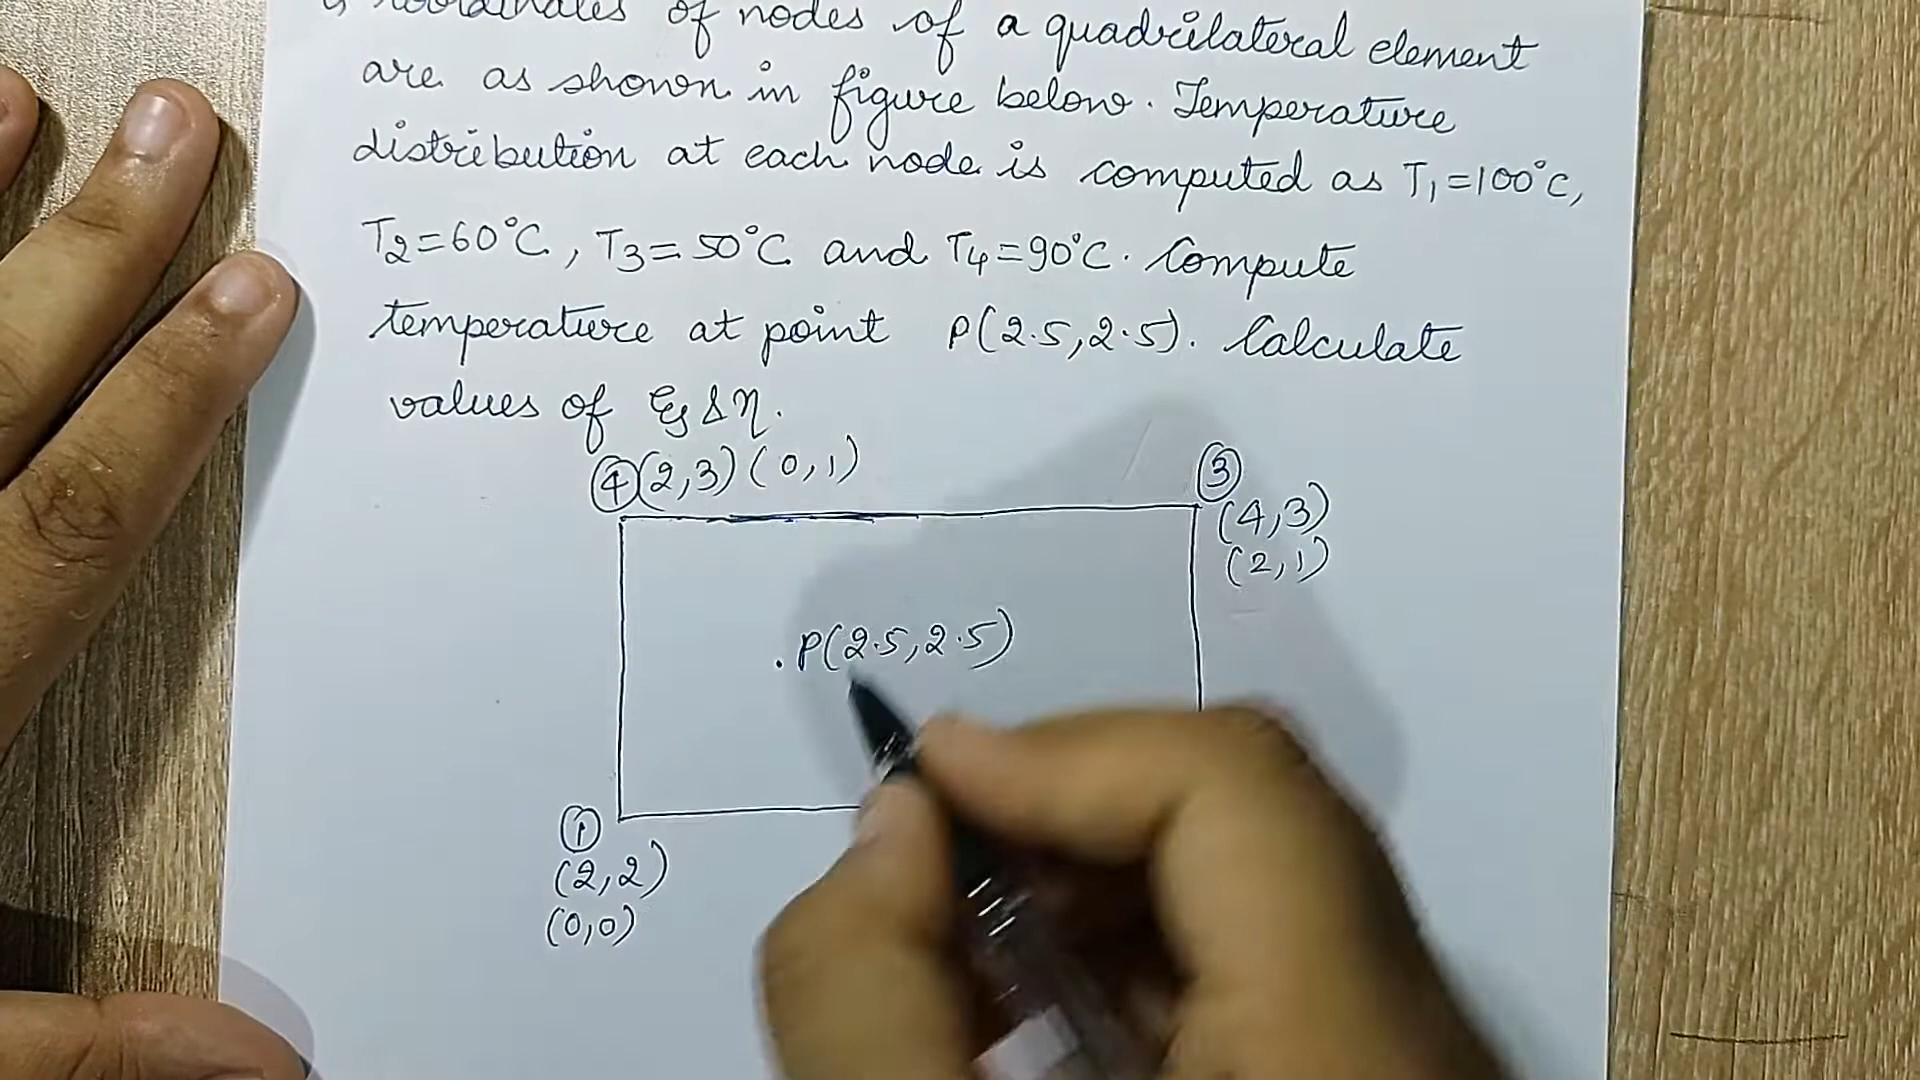 of nodes of a quadrilateral element
are as shown in figure below. Temperature
distribution at each node is computed as T₁=100°C,
T₂=60°C, T₃=50°C and T₄=90°C. Compute
temperature at point P(2.5,2.5). Calculate
values of ξ & η.
④(2,3)(0,1)
③
(4,3)
(2,1)
.P(2.5,2.5)
①
(2,2)
(0,0)